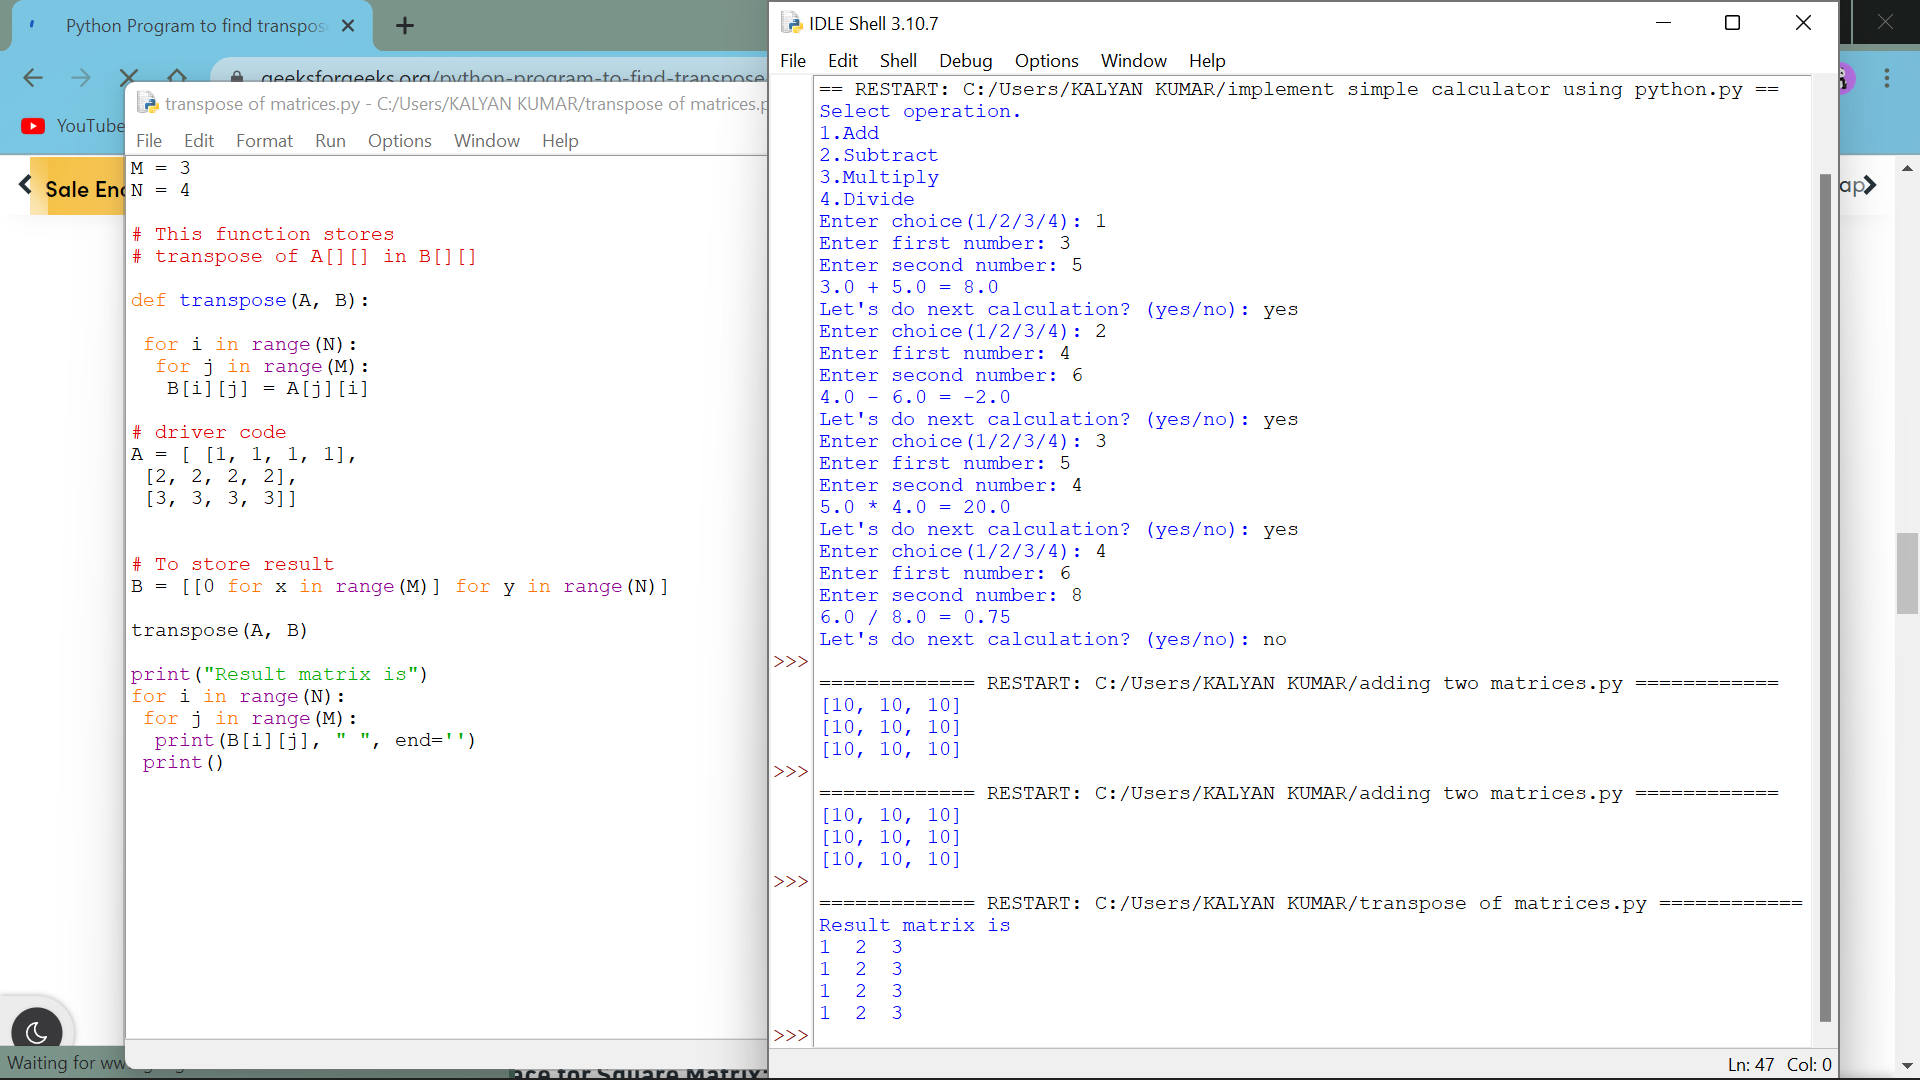 Python Program to find transpos
geeksforgeeks.org/python-program-to-find-transpose
YouTube
Sale End
ap
transpose of matrices.py - C:/Users/KALYAN KUMAR/transpose of matrices.p
File Edit Format Run Options Window Help
M = 3
N = 4
# This function stores
# transpose of A[][] in B[][]
def transpose(A, B):
for i in range(N):
for j in range(M):
B[i][j] = A[j][i]
# driver code
A = [ [1, 1, 1, 1],
[2, 2, 2, 2],
[3, 3, 3, 3]]
# To store result
B = [[0 for x in range(M)] for y in range(N)]
transpose(A, B)
print("Result matrix is")
for i in range(N):
for j in range(M):
print(B[i][j], " ", end='')
print()
Waiting for ww
ace for Square Matrix:
IDLE Shell 3.10.7
File Edit Shell Debug Options Window Help
== RESTART: C:/Users/KALYAN KUMAR/implement simple calculator using python.py ==
Select operation.
1.Add
2.Subtract
3.Multiply
4.Divide
Enter choice(1/2/3/4): 1
Enter first number: 3
Enter second number: 5
3.0 + 5.0 = 8.0
Let's do next calculation? (yes/no): yes
Enter choice(1/2/3/4): 2
Enter first number: 4
Enter second number: 6
4.0 - 6.0 = -2.0
Let's do next calculation? (yes/no): yes
Enter choice(1/2/3/4): 3
Enter first number: 5
Enter second number: 4
5.0 * 4.0 = 20.0
Let's do next calculation? (yes/no): yes
Enter choice(1/2/3/4): 4
Enter first number: 6
Enter second number: 8
6.0 / 8.0 = 0.75
Let's do next calculation? (yes/no): no
>>>
============= RESTART: C:/Users/KALYAN KUMAR/adding two matrices.py ============
[10, 10, 10]
[10, 10, 10]
[10, 10, 10]
>>>
============= RESTART: C:/Users/KALYAN KUMAR/adding two matrices.py ============
[10, 10, 10]
[10, 10, 10]
[10, 10, 10]
>>>
============= RESTART: C:/Users/KALYAN KUMAR/transpose of matrices.py ============
Result matrix is
1 2 3
1 2 3
1 2 3
1 2 3
>>>
Ln: 47 Col: 0